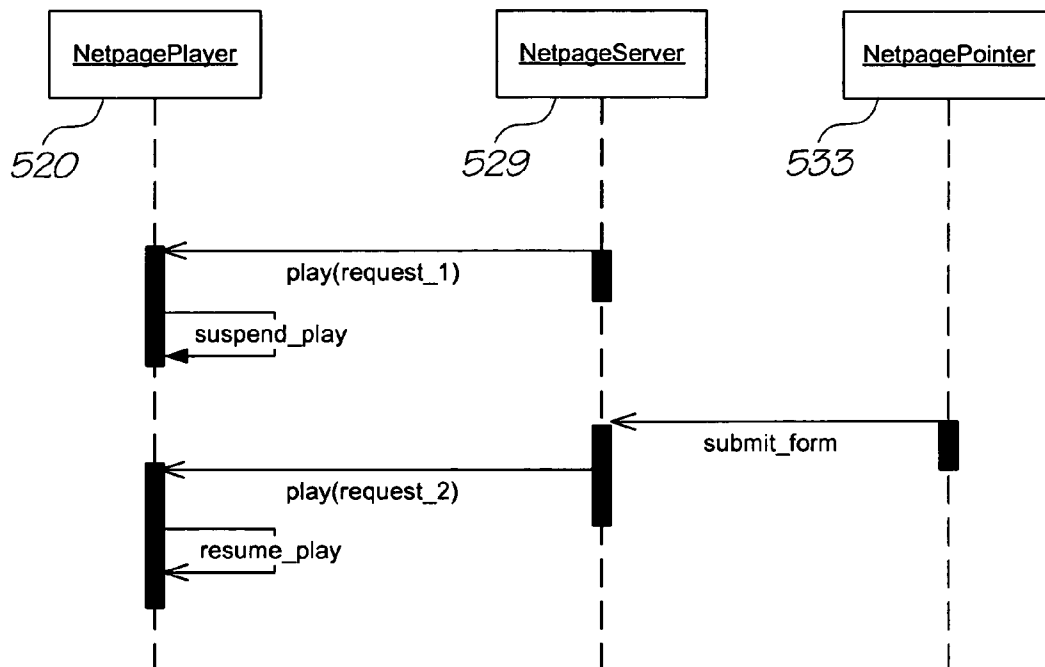 NetpagePlayer
NetpageServer
NetpagePointer
520
529
533
play(request_1)
suspend_play
submit_form
play(request_2)
resume_play